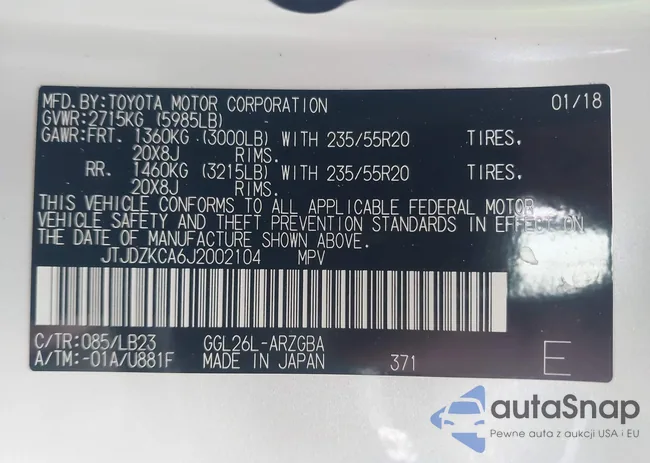 MFD.BY:TOYOTA MOTOR CORPORATION 01/18
GVWR:2715KG (5985LB)
GAWR:FRT. 1360KG (3000LB) WITH 235/55R20 TIRES,
20X8J RIMS.
RR. 1460KG (3215LB) WITH 235/55R20 TIRES,
20X8J RIMS.
THIS VEHICLE CONFORMS TO ALL APPLICABLE FEDERAL MOTOR
VEHICLE SAFETY AND THEFT PREVENTION STANDARDS IN EFFECT ON
THE DATE OF MANUFACTURE SHOWN ABOVE.
JTJDZKCA6J2002104 MPV
C/TR:085/LB23 GGL26L-ARZGBA
A/TM:-01A/U881F MADE IN JAPAN 371 E
autaSnap
Pewne auta z aukcji USA i EU